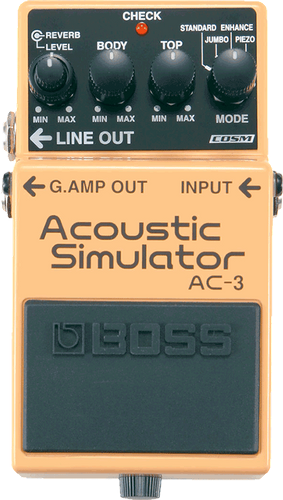 CHECK
REVERB
LEVEL
BODY
TOP
STANDARD ENHANCE
JUMBO PIEZO
MIN MAX MIN MAX MIN MAX
MODE
LINE OUT
COSM
G.AMP OUT
INPUT
Acoustic
Simulator
AC-3
BOSS